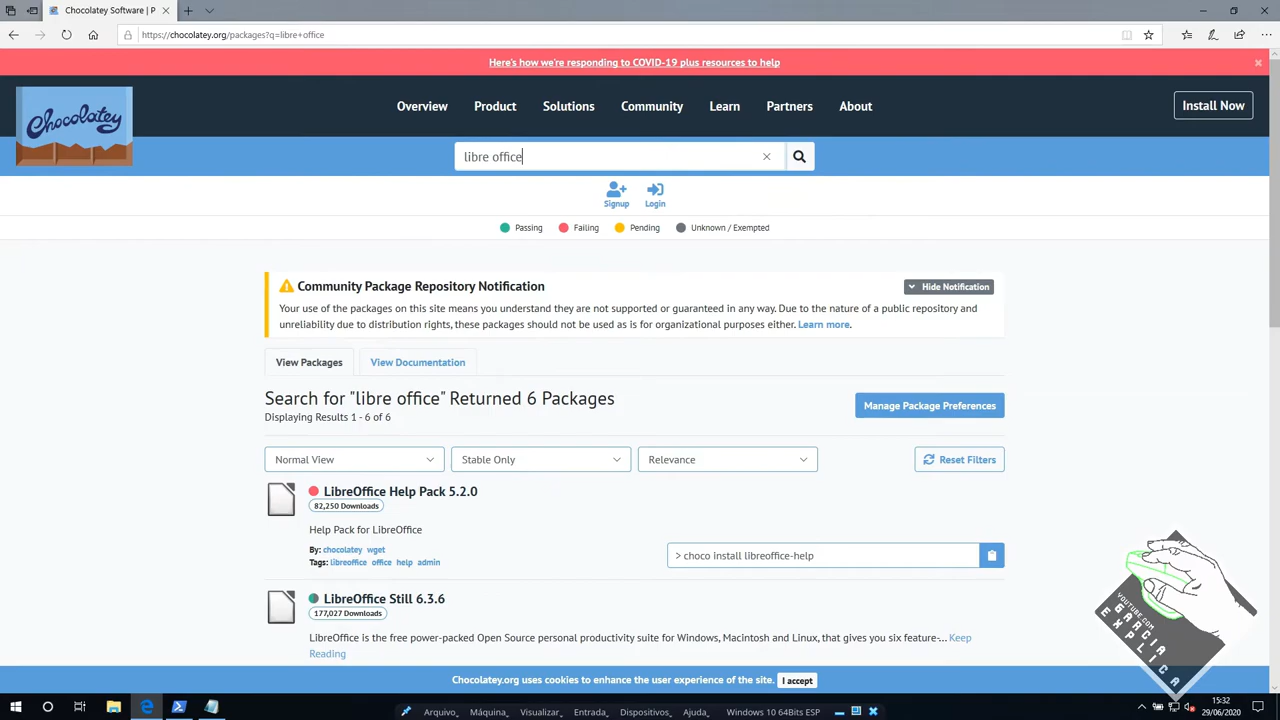 Chocolatey Software | P
https://chocolatey.org/packages?q=libre+office
Here's how we're responding to COVID-19 plus resources to help
Chocolatey
Overview
Product
Solutions
Community
Learn
Partners
About
Install Now
libre office
Signup
Login
Passing
Failing
Pending
Unknown / Exempted
Community Package Repository Notification
Hide Notification
Your use of the packages on this site means you understand they are not supported or guaranteed in any way. Due to the nature of a public repository and
unreliability due to distribution rights, these packages should not be used as is for organizational purposes either. Learn more.
View Packages
View Documentation
Search for "libre office" Returned 6 Packages
Displaying Results 1 - 6 of 6
Manage Package Preferences
Normal View
Stable Only
Relevance
Reset Filters
LibreOffice Help Pack 5.2.0
82,250 Downloads
Help Pack for LibreOffice
By: chocolatey wget
Tags: libreoffice office help admin
> choco install libreoffice-help
LibreOffice Still 6.3.6
177,027 Downloads
LibreOffice is the free power-packed Open Source personal productivity suite for Windows, Macintosh and Linux, that gives you six feature-... Keep
Reading
YOUTUBE.COM
GARCIA
EXPLICA
Chocolatey.org uses cookies to enhance the user experience of the site.
I accept
Arquivo
Máquina
Visualizar
Entrada
Dispositivos
Ajuda
Windows 10 64Bits ESP
15:32
29/06/2020